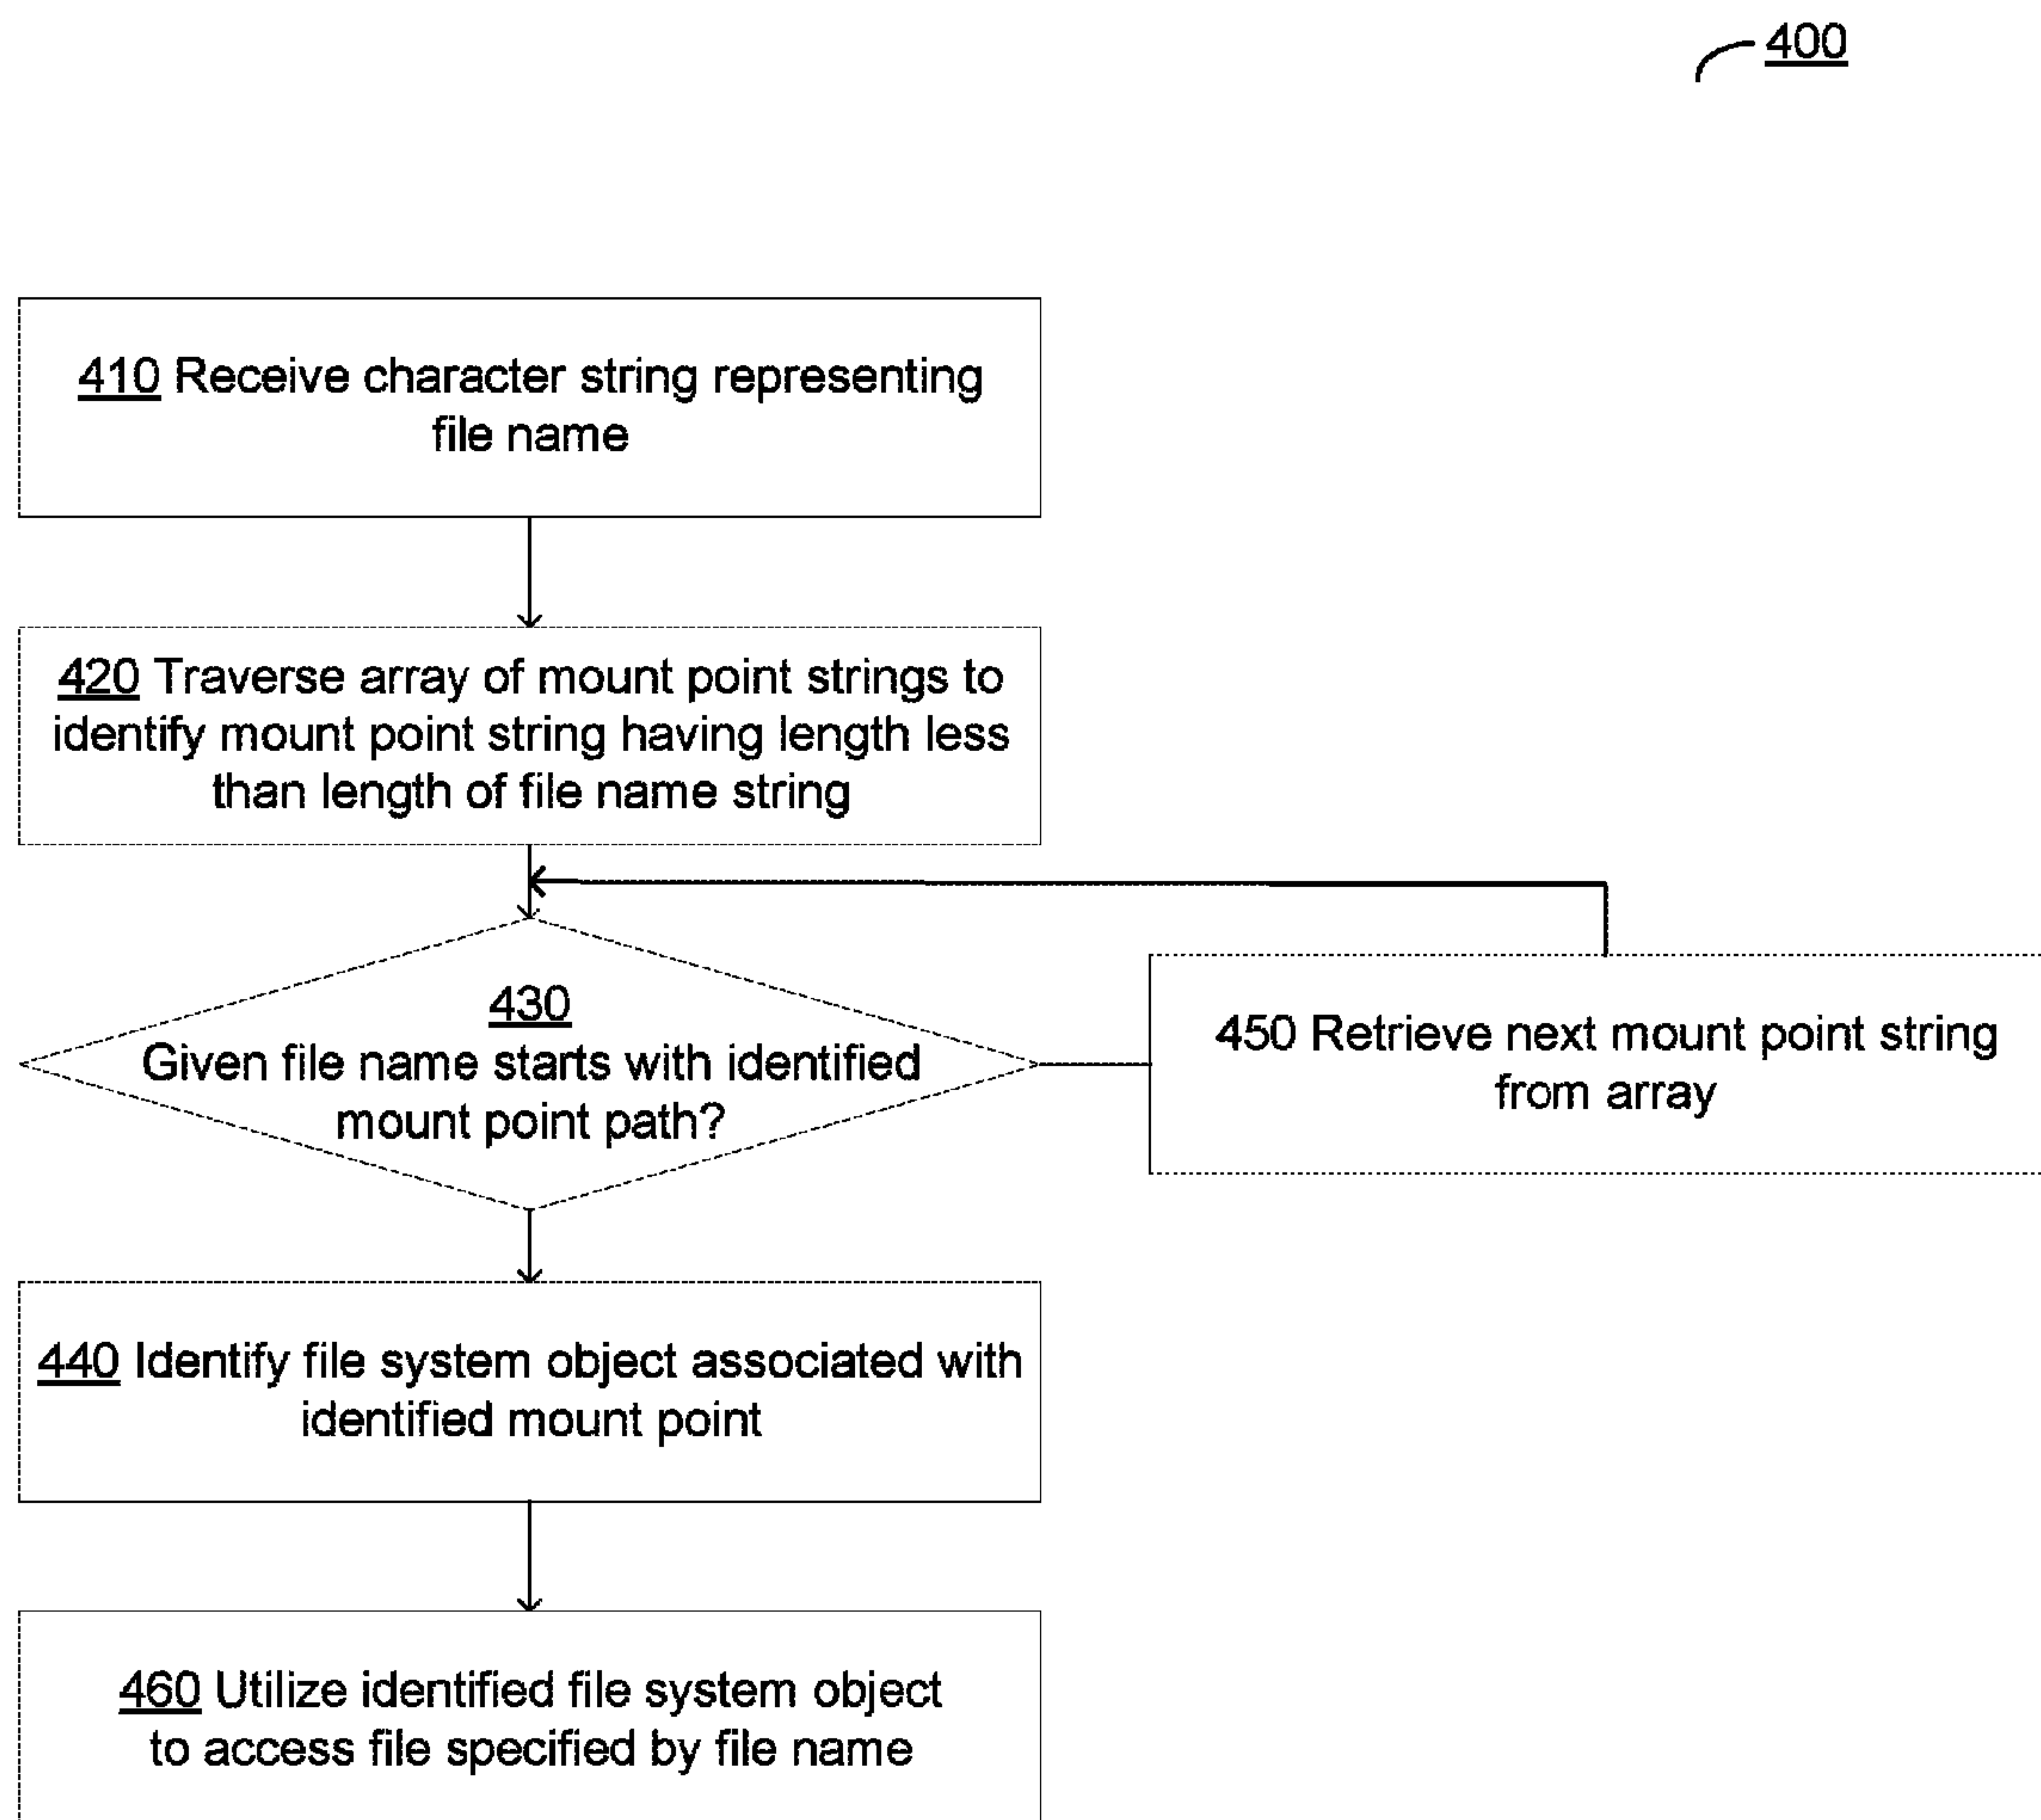 400
410 Receive character string representing
file name
420 Traverse array of mount point strings to
identify mount point string having length less
than length of file name string
430
Given file name starts with identified
mount point path?
450 Retrieve next mount point string
from array
440 Identify file system object associated with
identified mount point
460 Utilize identified file system object
to access file specified by file name